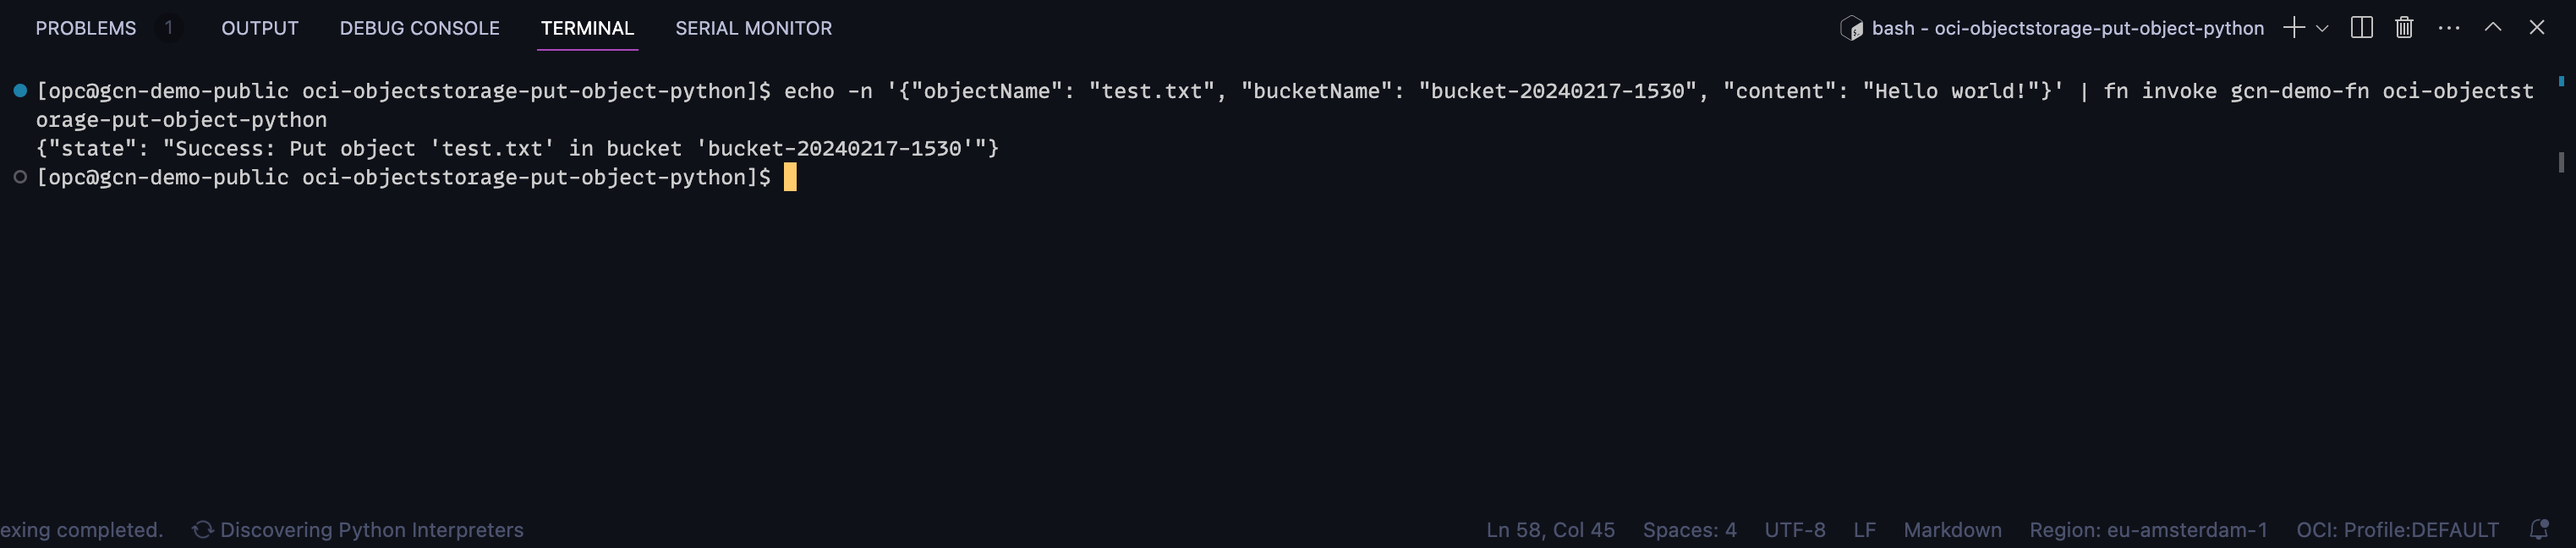 PROBLEMS 1 OUTPUT DEBUG CONSOLE TERMINAL SERIAL MONITOR bash - oci-objectstorage-put-object-python
[opc@gcn-demo-public oci-objectstorage-put-object-python]$ echo -n '{"objectName": "test.txt", "bucketName": "bucket-20240217-1530", "content": "Hello world!"}' | fn invoke gcn-demo-fn oci-objectst
orage-put-object-python
{"state": "Success: Put object 'test.txt' in bucket 'bucket-20240217-1530'"}
[opc@gcn-demo-public oci-objectstorage-put-object-python]$
exing completed. Discovering Python Interpreters Ln 58, Col 45 Spaces: 4 UTF-8 LF Markdown Region: eu-amsterdam-1 OCI: Profile:DEFAULT